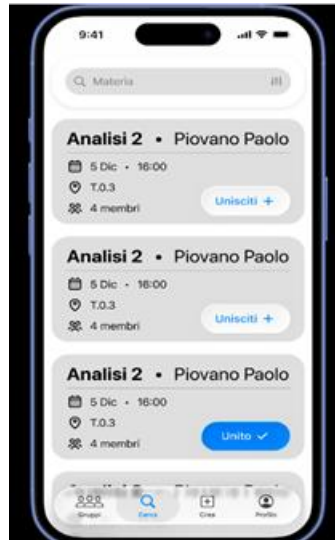 9:41
Materia
Analisi 2 • Piovano Paolo
5 Dic • 16:00
T.0.3
4 membri
Unisciti +
Analisi 2 • Piovano Paolo
5 Dic • 16:00
T.0.3
4 membri
Unisciti +
Analisi 2 • Piovano Paolo
5 Dic • 16:00
T.0.3
4 membri
Unito ✓
Gruppi Cerca Crea Profilo